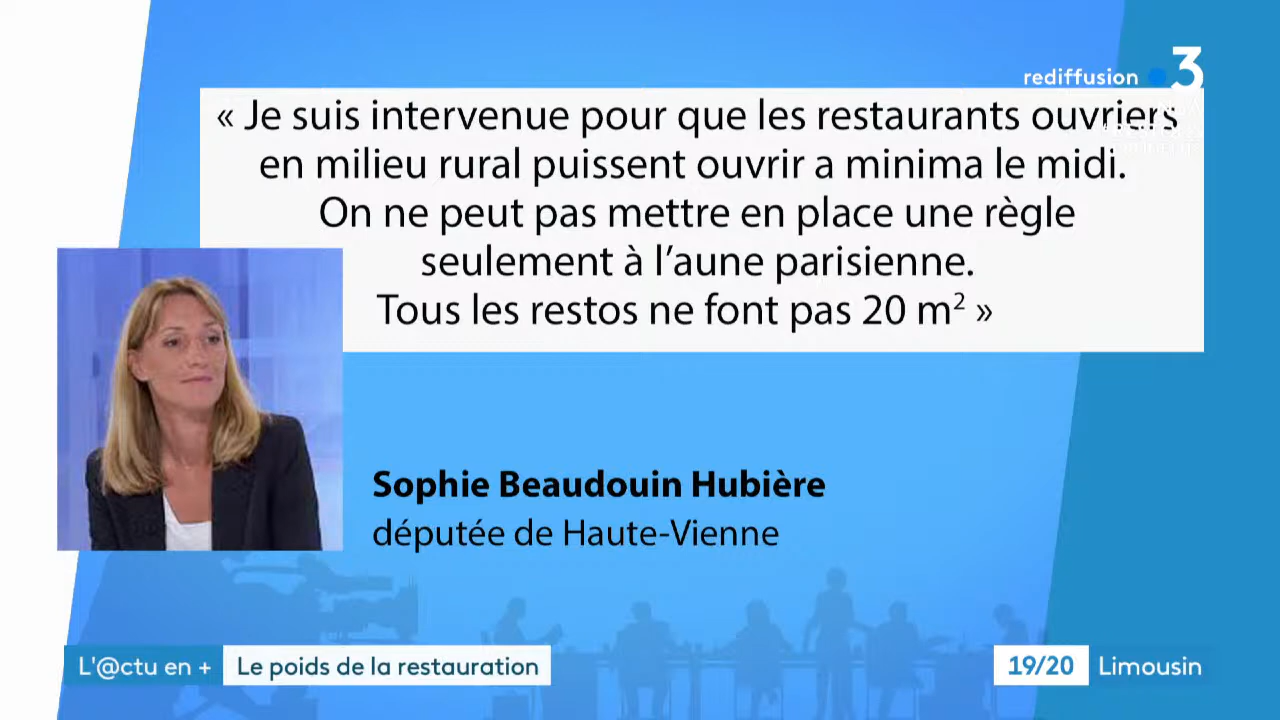 rediffusion 3
« Je suis intervenue pour que les restaurants ouvriers
en milieu rural puissent ouvrir a minima le midi.
On ne peut pas mettre en place une règle
seulement à l’aune parisienne.
Tous les restos ne font pas 20 m² »
Sophie Beaudouin Hubière
députée de Haute-Vienne
L'@ctu en + Le poids de la restauration
19/20 Limousin